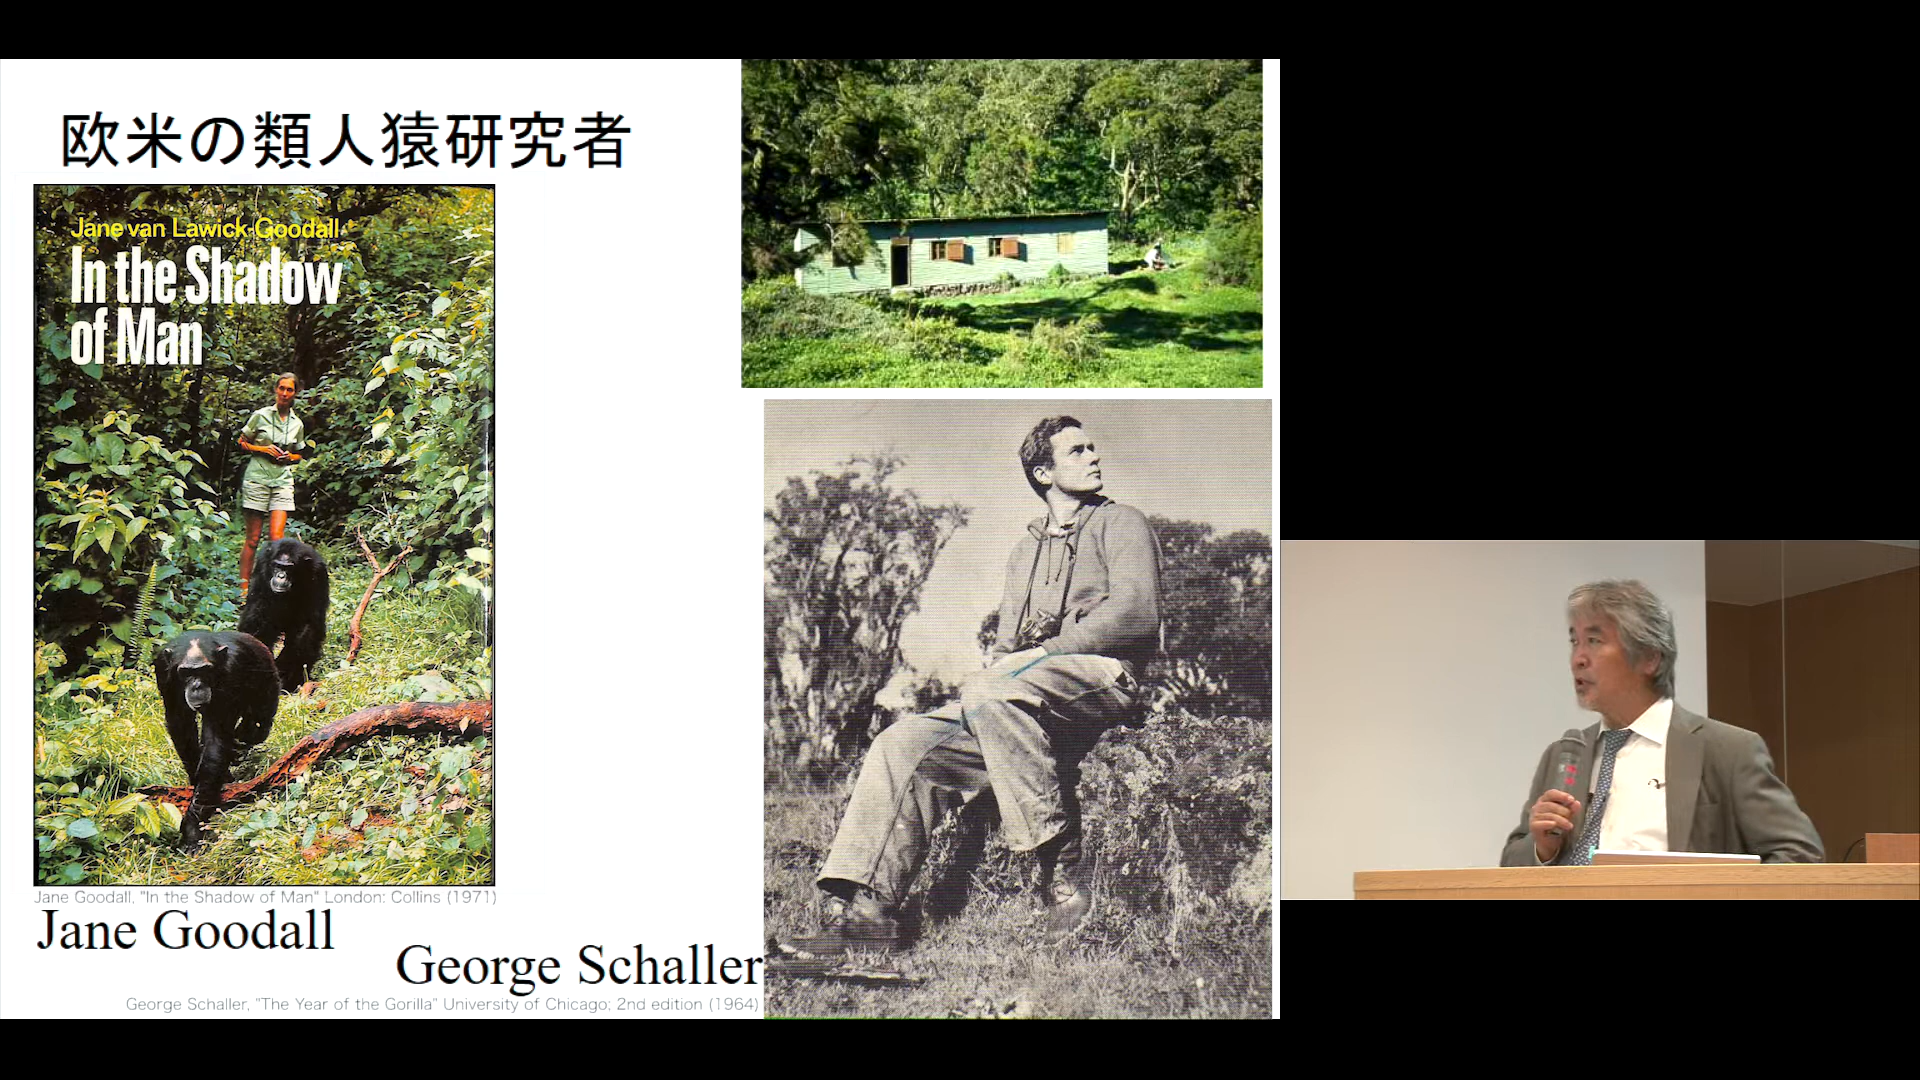 欧米の類人猿研究者
Jane van Lawick-Goodall
In the Shadow
of Man
Jane Goodall, "In the Shadow of Man" London: Collins (1971)
Jane Goodall
George Schaller
George Schaller, "The Year of the Gorilla" University of Chicago; 2nd edition (1964)